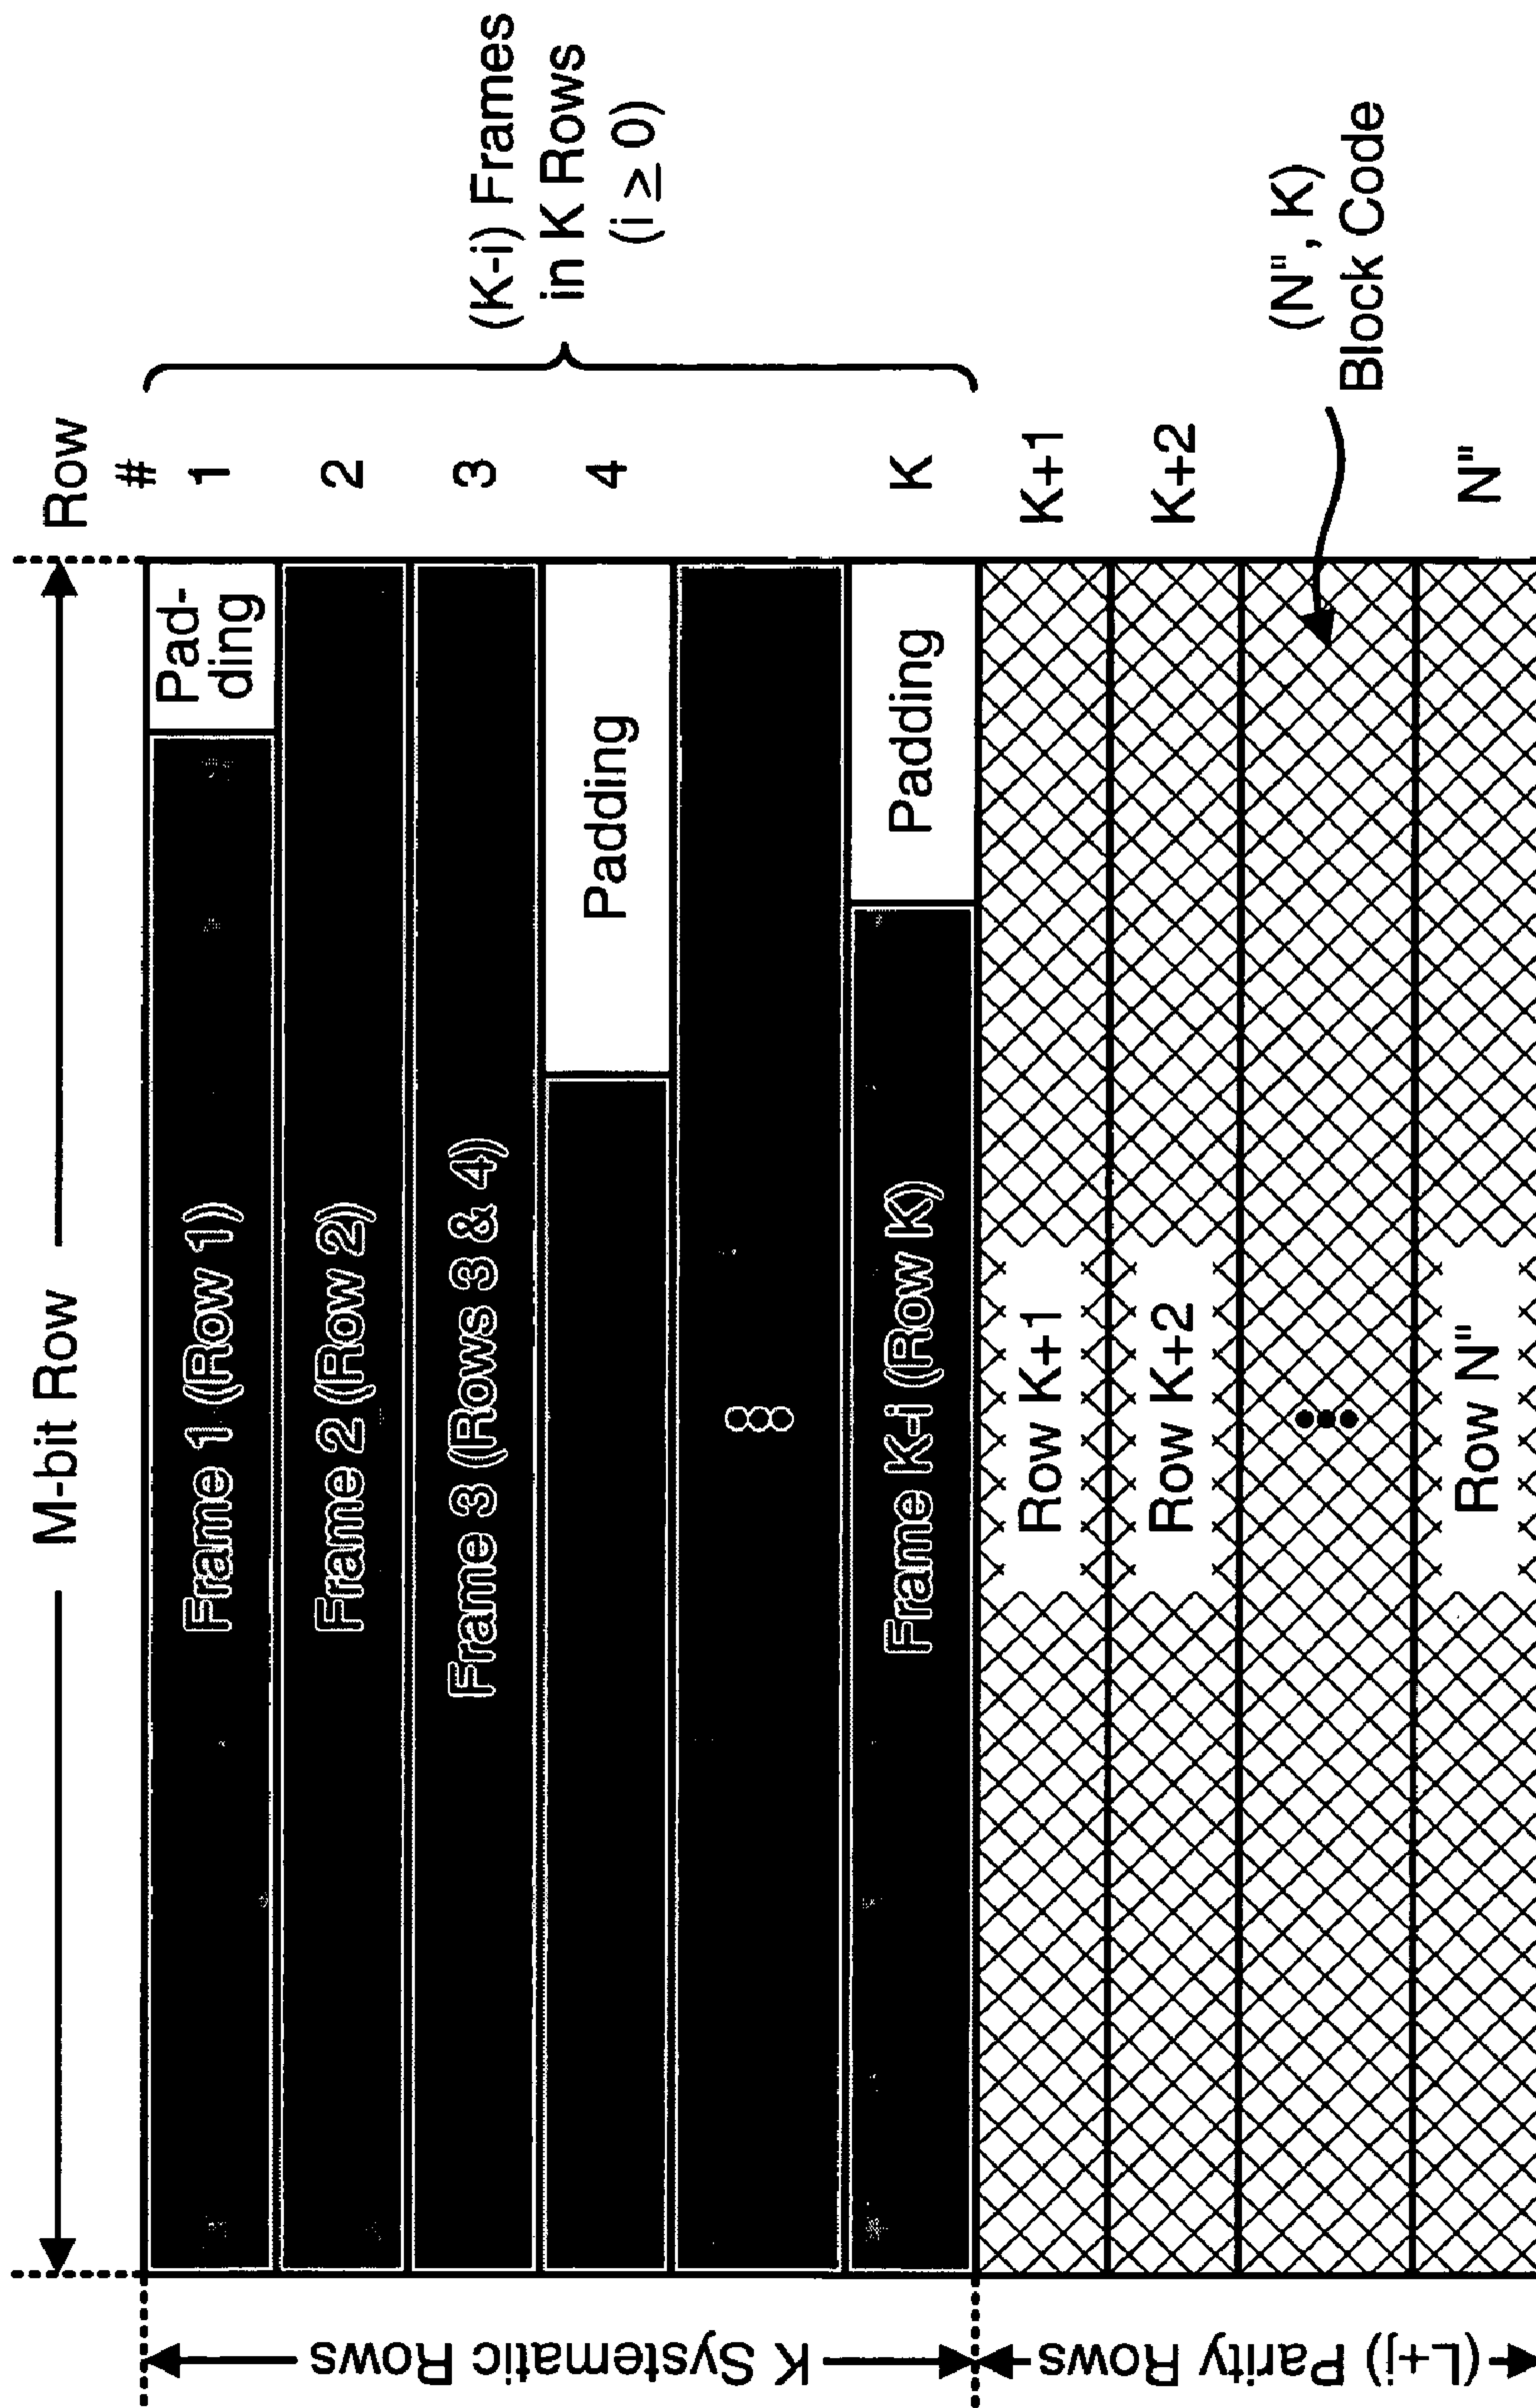 M-bit Row
Row
#
Frame 1 (Row 1)
Pad-
ding
1
Frame 2 (Row 2)
2
Frame 3 (Rows 3 & 4)
3
Padding
4
Frame K-i (Row K)
Padding
K
(K-i) Frames
in K Rows
(i ≥ 0)
Row K+1
K+1
Row K+2
K+2
Row N"
N"
(N", K)
Block Code
K Systematic Rows
(L+j) Parity Rows